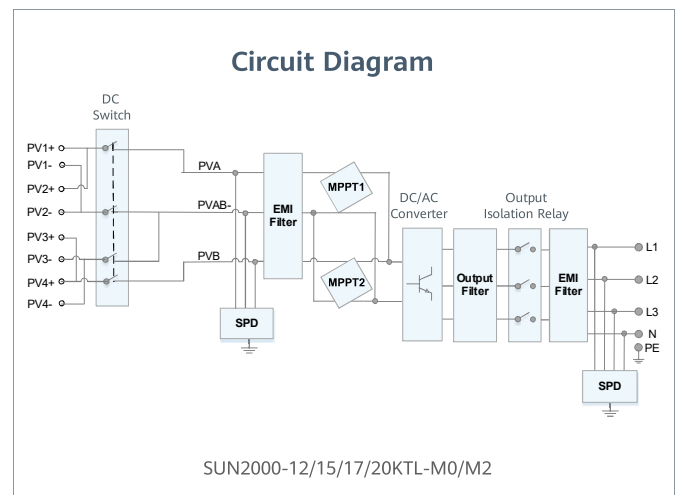 Circuit Diagram
DC
Switch
PV1+
PV1-
PV2+
PV2-
PV3+
PV3-
PV4+
PV4-
PVA
PVAB-
PVB
EMI
Filter
SPD
MPPT1
MPPT2
DC/AC
Converter
Output
Filter
Output
Isolation Relay
EMI
Filter
L1
L2
L3
N
PE
SPD
SUN2000-12/15/17/20KTL-M0/M2